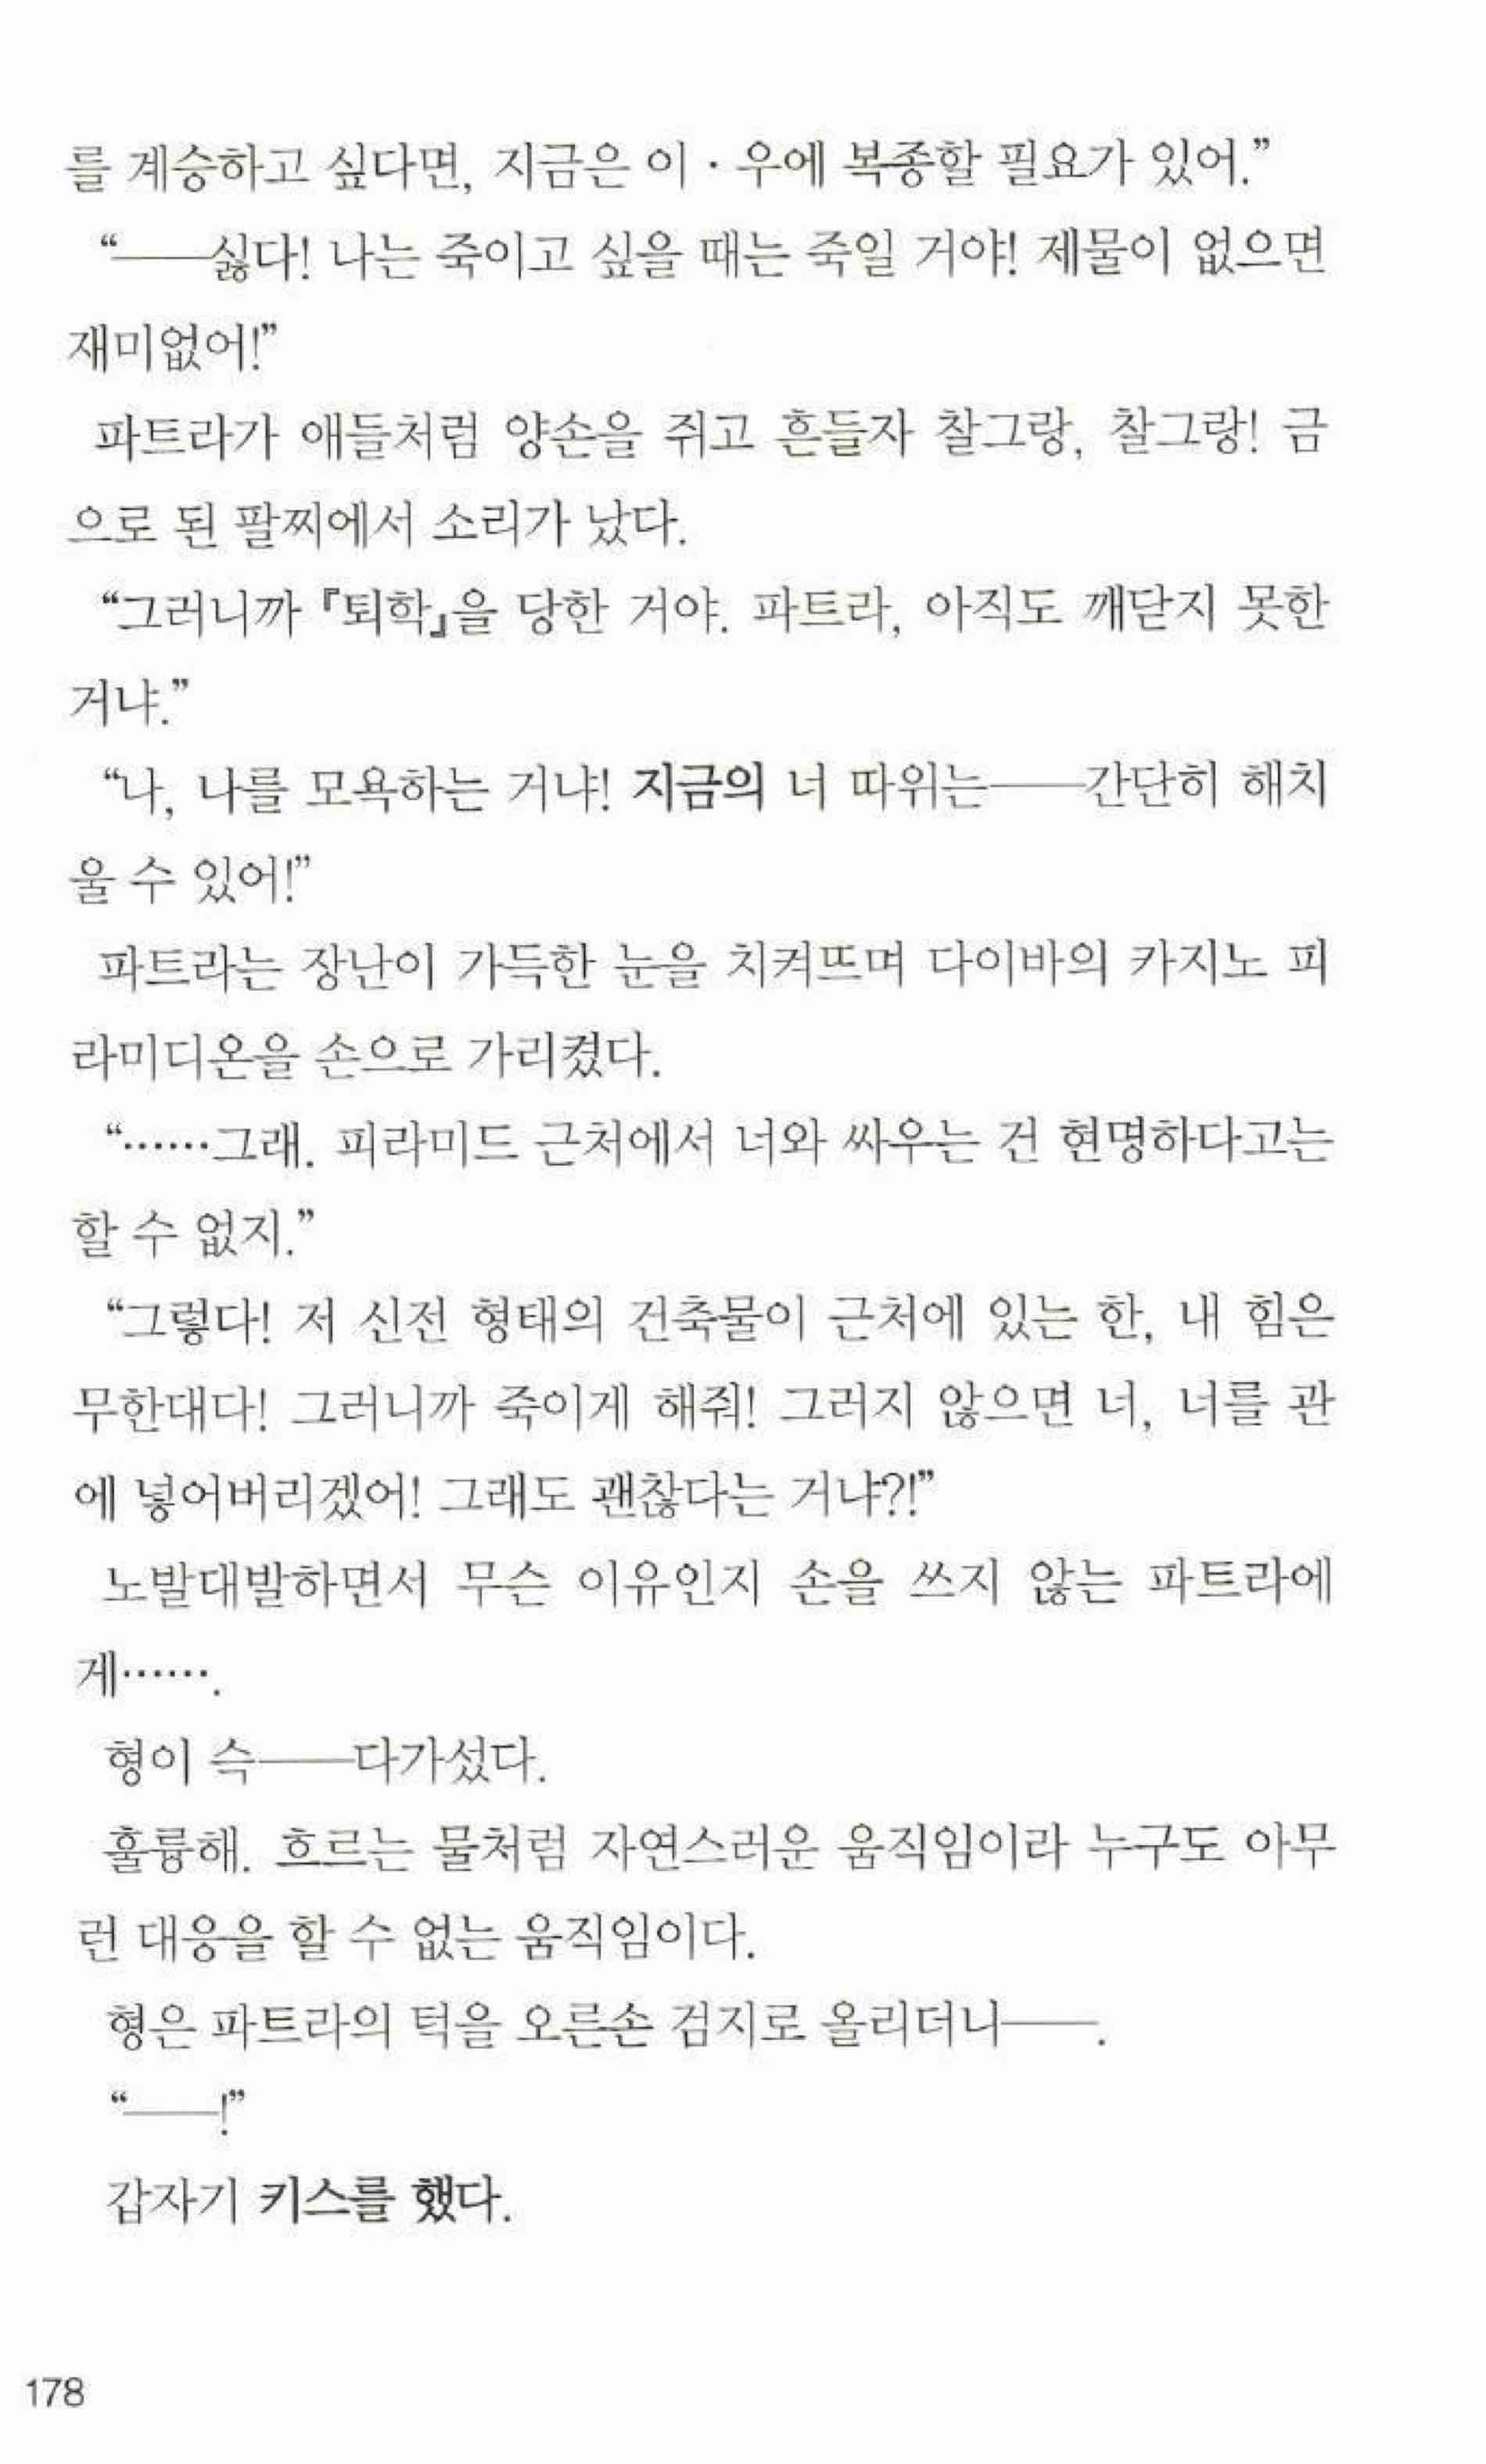 를 계승하고 싶다면, 지금은 이·우에 복종할 필요가 있어.”
“──싫다! 나는 죽이고 싶을 때는 죽일 거야! 제물이 없으면
재미없어!”
파트라가 애들처럼 양손을 쥐고 흔들자 찰그랑, 찰그랑! 금
으로 된 팔찌에서 소리가 났다.
“그러니까 『퇴학』을 당한 거야. 파트라, 아직도 깨닫지 못한
거냐.”
“나, 나를 모욕하는 거냐! 지금의 너 따위는──간단히 해치
울 수 있어!”
파트라는 장난이 가득한 눈을 치켜뜨며 다이바의 카지노 피
라미디온을 손으로 가리켰다.
“……그래. 피라미드 근처에서 너와 싸우는 건 현명하다고는
할 수 없지.”
“그렇다! 저 신전 형태의 건축물이 근처에 있는 한, 내 힘은
무한대다! 그러니까 죽이게 해줘! 그러지 않으면 너, 너를 관
에 넣어버리겠어! 그래도 괜찮다는 거냐?!”
노발대발하면서 무슨 이유인지 손을 쓰지 않는 파트라에
게…….
형이 슥──다가섰다.
훌륭해. 흐르는 물처럼 자연스러운 움직임이라 누구도 아무
런 대응을 할 수 없는 움직임이다.
형은 파트라의 턱을 오른손 검지로 올리더니──.
“──!”
갑자기 키스를 했다.
178